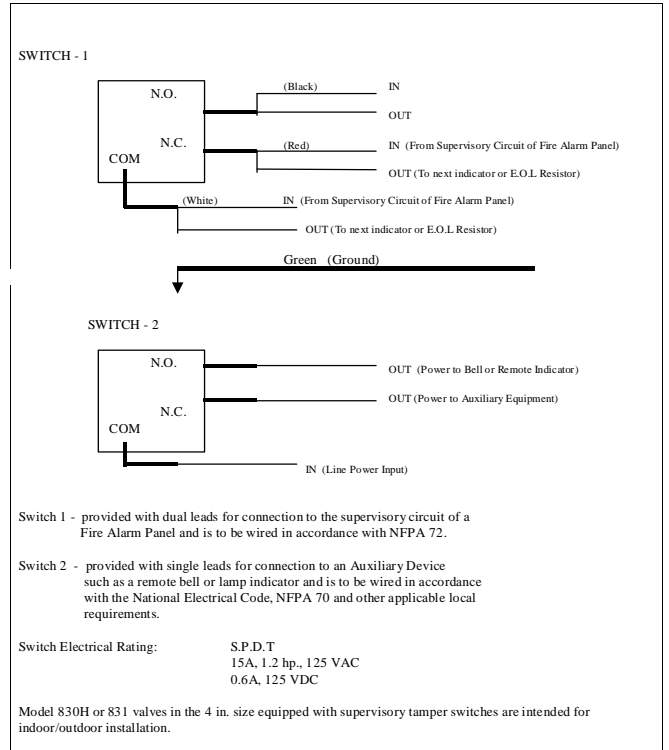 SWITCH - 1
N.O.
(Black) IN
OUT
N.C.
(Red) IN (From Supervisory Circuit of Fire Alarm Panel)
COM
OUT (To next indicator or E.O.L Resistor)
(White) IN (From Supervisory Circuit of Fire Alarm Panel)
OUT (To next indicator or E.O.L Resistor)
Green (Ground)
SWITCH - 2
N.O.
OUT (Power to Bell or Remote Indicator)
OUT (Power to Auxiliary Equipment)
N.C.
COM
IN (Line Power Input)
Switch 1 - provided with dual leads for connection to the supervisory circuit of a
Fire Alarm Panel and is to be wired in accordance with NFPA 72.
Switch 2 - provided with single leads for connection to an Auxiliary Device
such as a remote bell or lamp indicator and is to be wired in accordance
with the National Electrical Code, NFPA 70 and other applicable local
requirements.
Switch Electrical Rating: S.P.D.T
15A, 1.2 hp., 125 VAC
0.6A, 125 VDC
Model 830H or 831 valves in the 4 in. size equipped with supervisory tamper switches are intended for
indoor/outdoor installation.